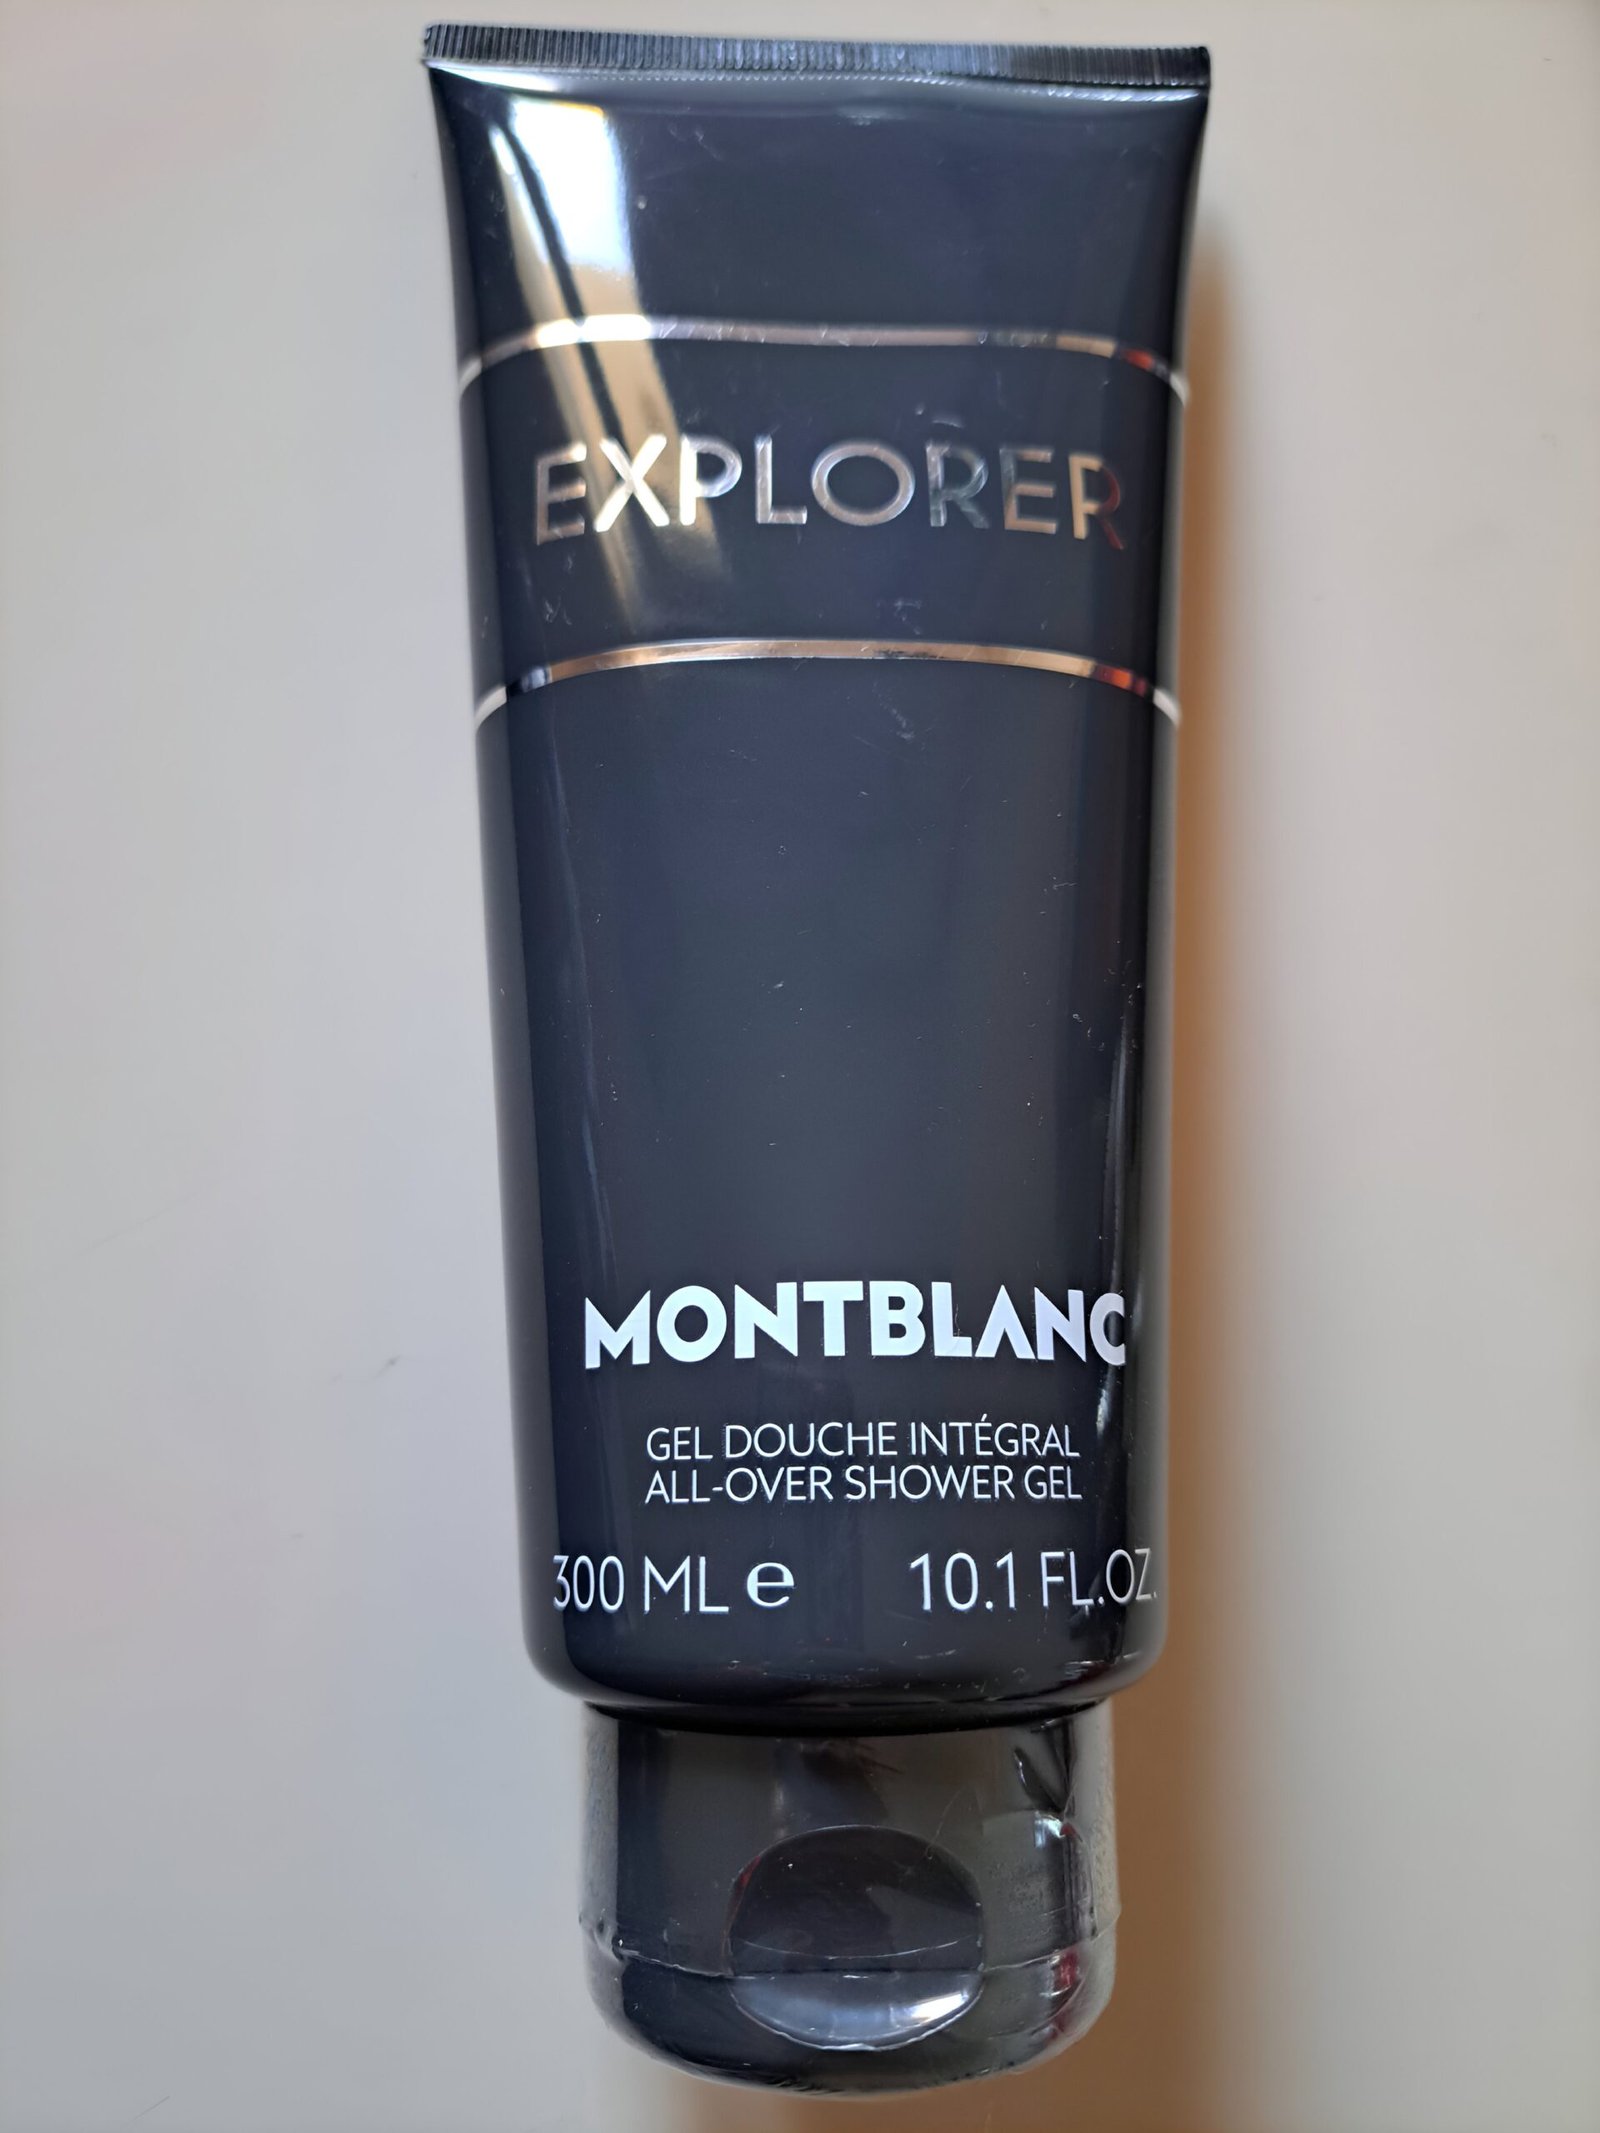 EXPLORER
MONTBLANC
GEL DOUCHE INTÉGRAL
ALL-OVER SHOWER GEL
300 ML ℮ 10.1 FL.OZ.